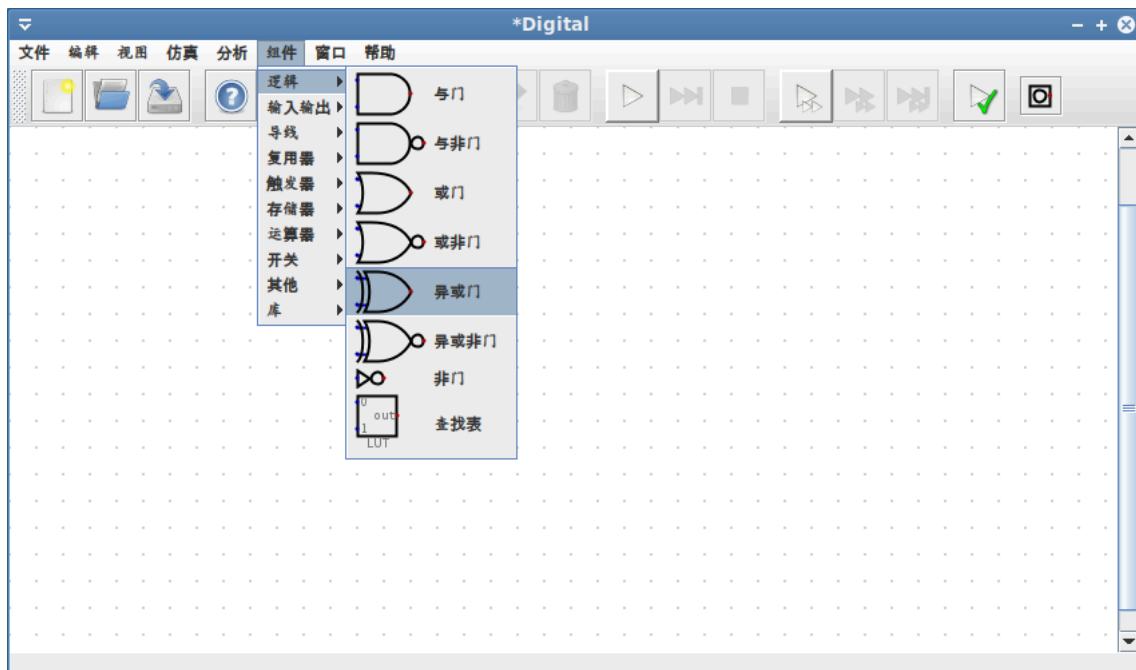 *Digital
文件 编辑 视图 仿真 分析 组件 窗口 帮助
逻辑
输入输出
导线
复用器
触发器
存储器
运算器
开关
其他
库
与门
与非门
或门
或非门
异或门
异或非门
非门
0
out
1
LUT
查找表